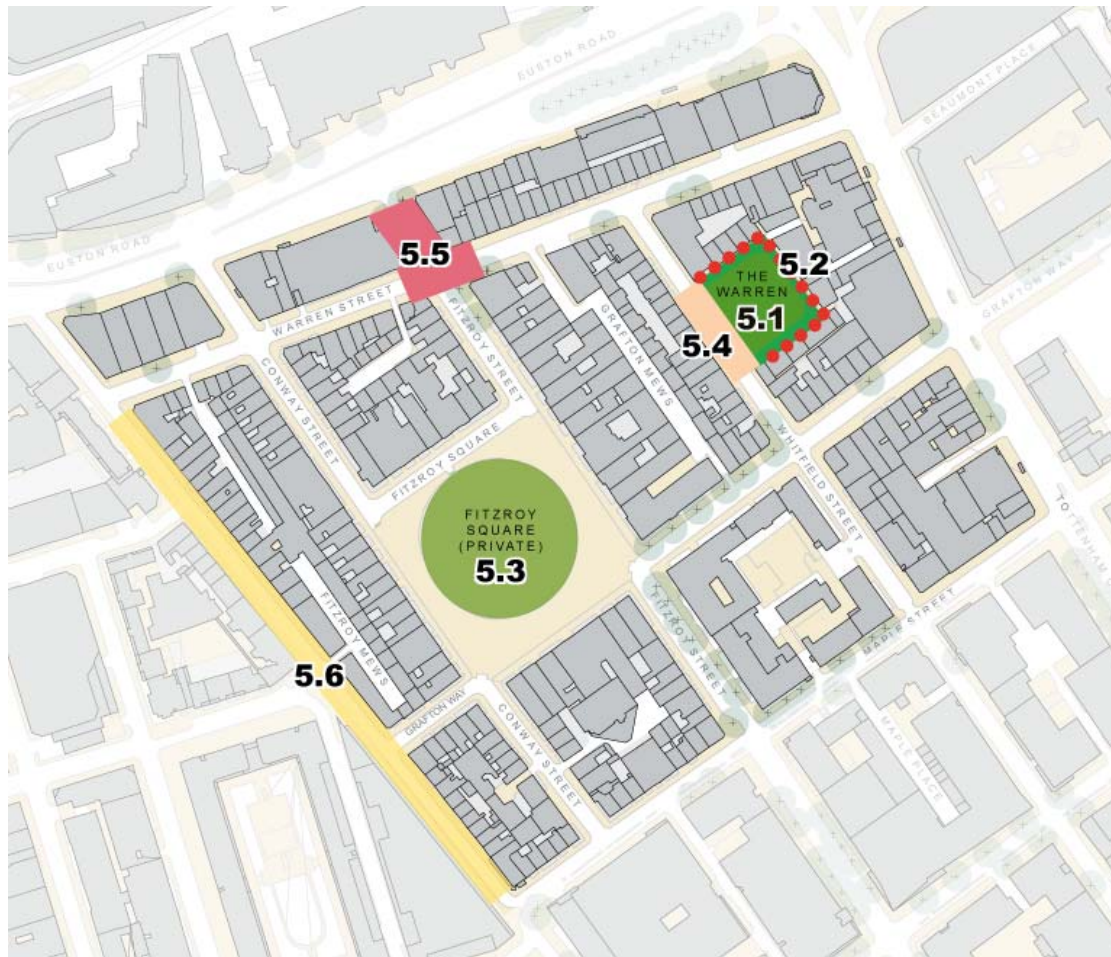 EUSTON ROAD
BEAUMONT PLACE
EUSTON ROAD
5.5
WARREN STREET
FITZROY STREET
THE
WARREN
5.1
5.2
5.4
GRAFTON WAY
GRAFTON MEWS
CONWAY STREET
FITZROY SQUARE
WHITFIELD STREET
TOTTENHAM
FITZROY
SQUARE
(PRIVATE)
5.3
FITZROY MEWS
5.6
FITZROY STREET
MAPLE STREET
GRAFTON WAY
CONWAY STREET
MAPLE PLACE